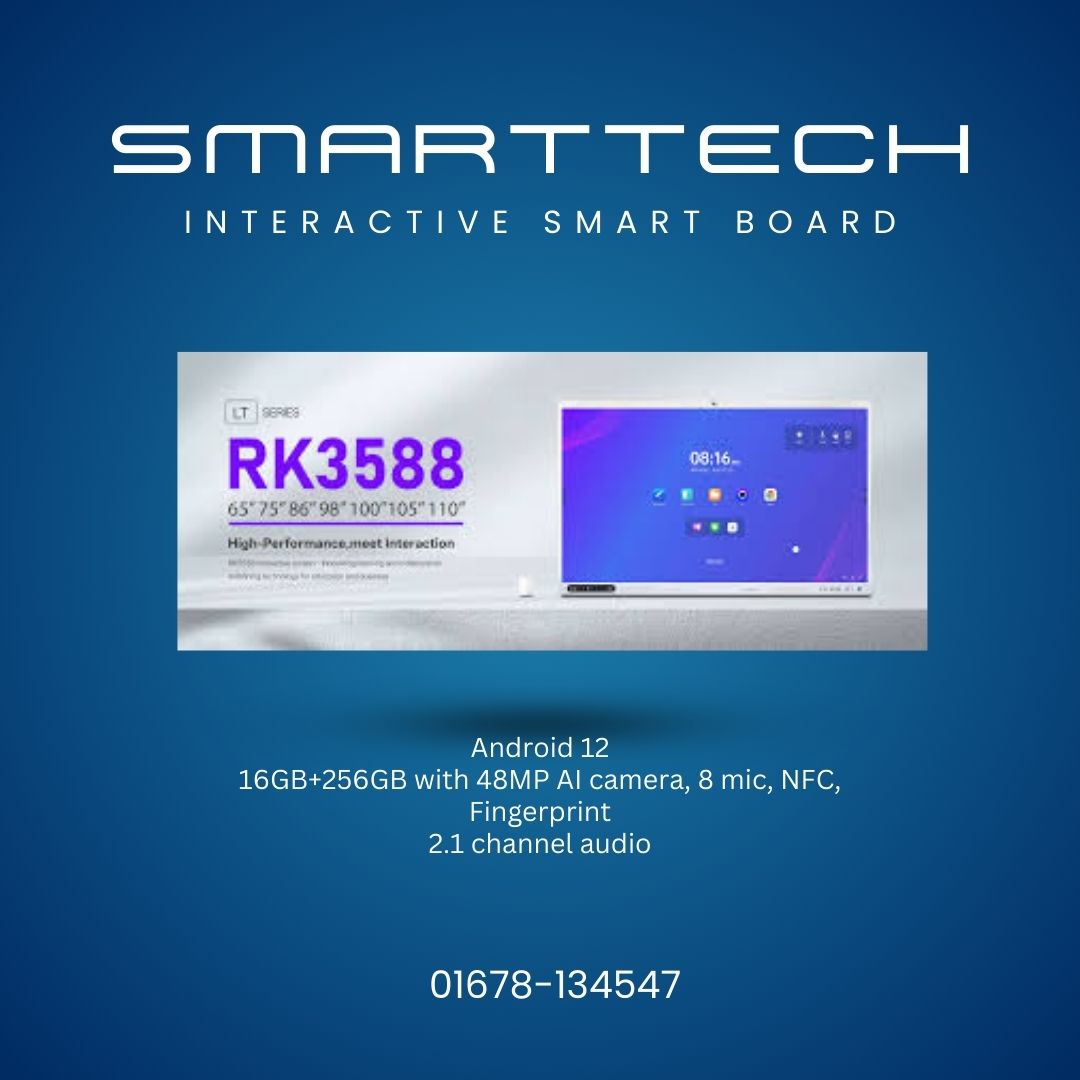 SMARTTECH
INTERACTIVE SMART BOARD
LT SERIES
RK3588
65" 75" 86" 98" 100" 105" 110"
High-Performance,meet Interaction
08:16
Android 12
16GB+256GB with 48MP AI camera, 8 mic, NFC,
Fingerprint
2.1 channel audio
01678-134547